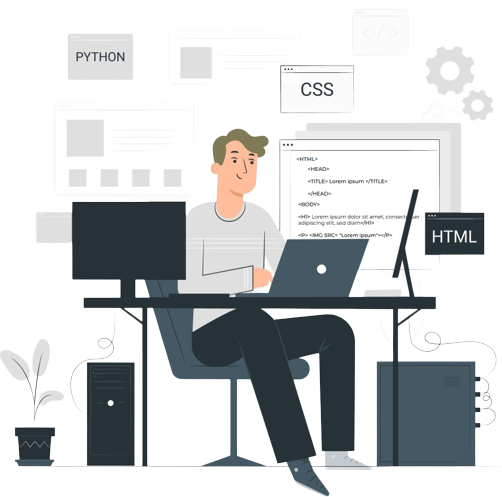 </>
PYTHON
CSS
<HTML>
<HEAD>
<TITLE> Lorem ipsum </TITLE>
</HEAD>
<BODY>
<H1> Lorem ipsum dolor sit amet, consectetuer
adipiscing elit, sed diam</H1>
<P> <IMG SRC= "Lorem ipsum"></P>
HTML